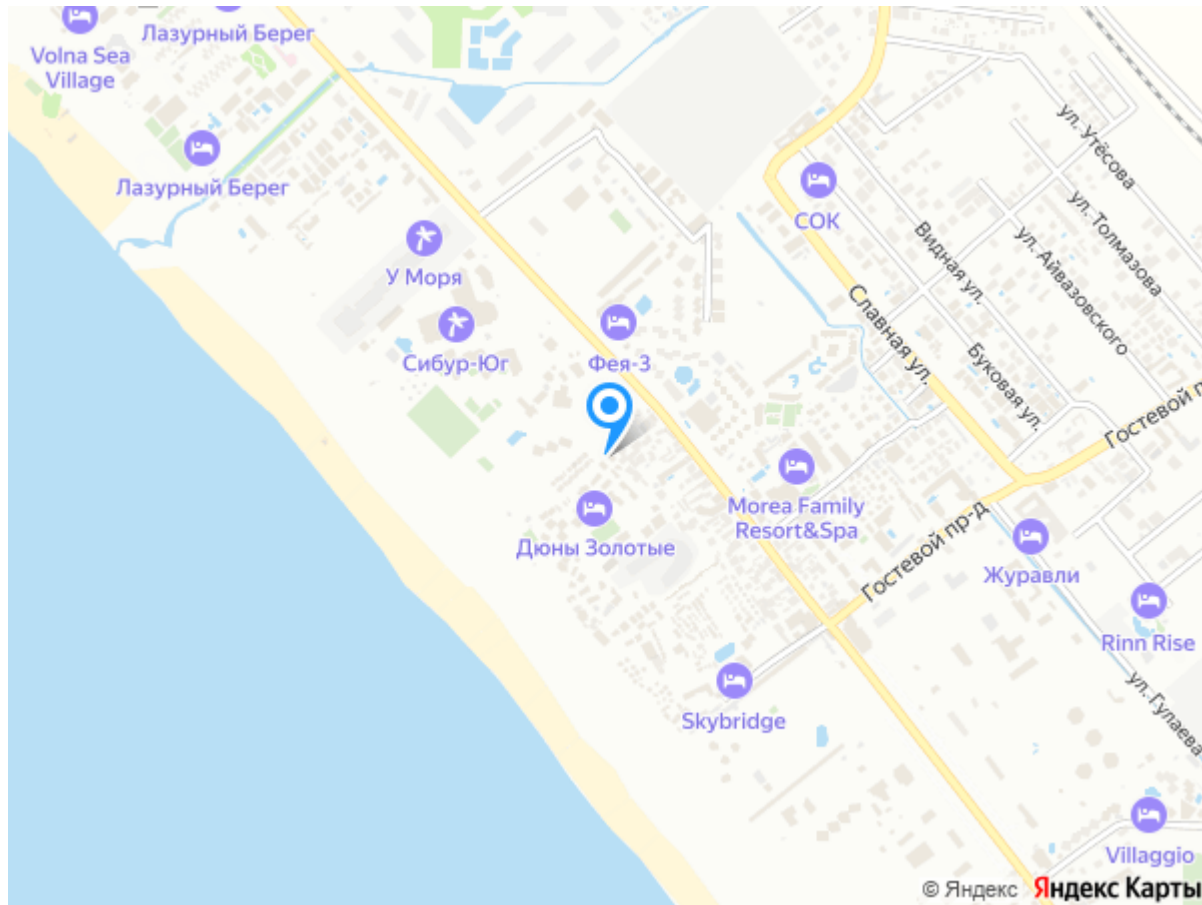 Лазурный Берег
Volna Sea
Village
Лазурный Берег
У Моря
Сибур-Юг
Фея-3
СОК
ул. Утёсова
ул. Толмазова
ул. Айвазовского
Видная ул.
Славная ул.
Буковая ул.
Гостевой
Morea Family
Resort&Spa
Дюны Золотые
Гостевой пр-д
Журавли
Rinn Rise
Skybridge
ул. Гулаева
Villaggio
© Яндекс Яндекс Карты